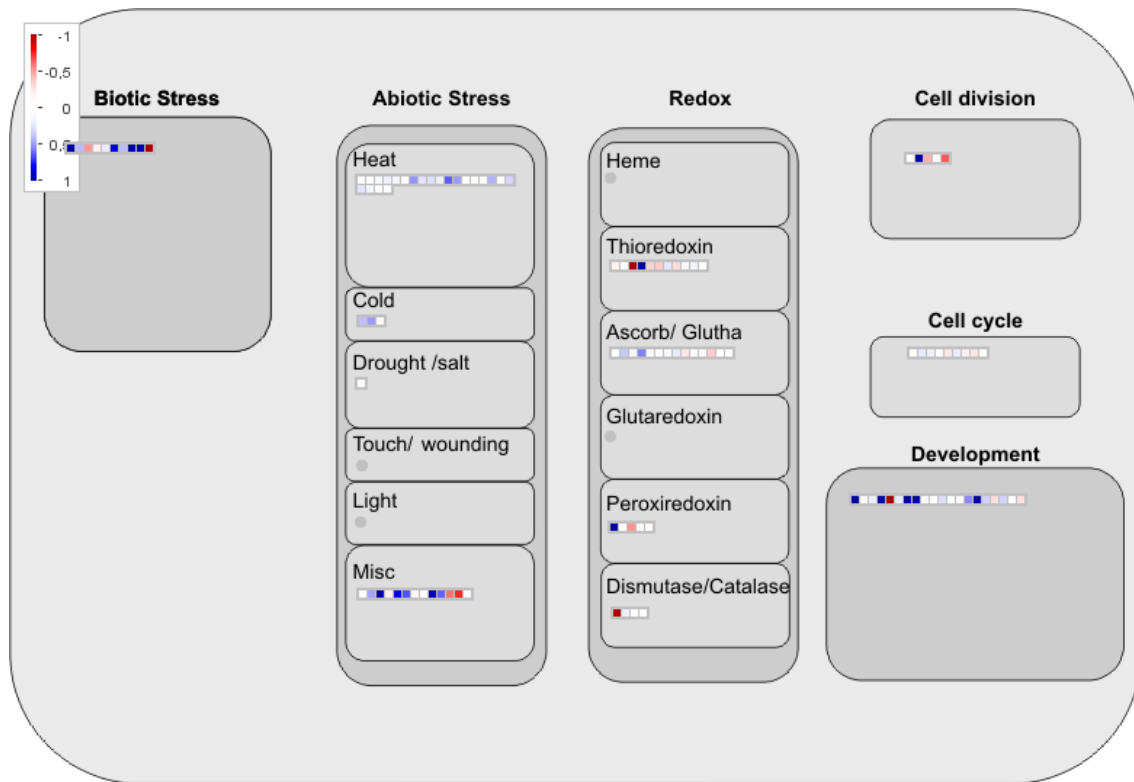 -1
-0,5
0
0,5
1
Biotic Stress
Abiotic Stress
Redox
Cell division
Heat
Cold
Drought /salt
Touch/ wounding
Light
Misc
Heme
Thioredoxin
Ascorb/ Glutha
Glutaredoxin
Peroxiredoxin
Dismutase/Catalase
Cell cycle
Development